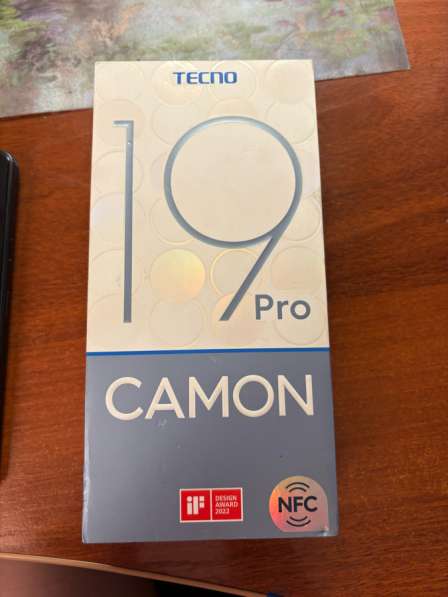 TECNO
19
Pro
CAMON
iF
DESIGN
AWARD
2022
NFC